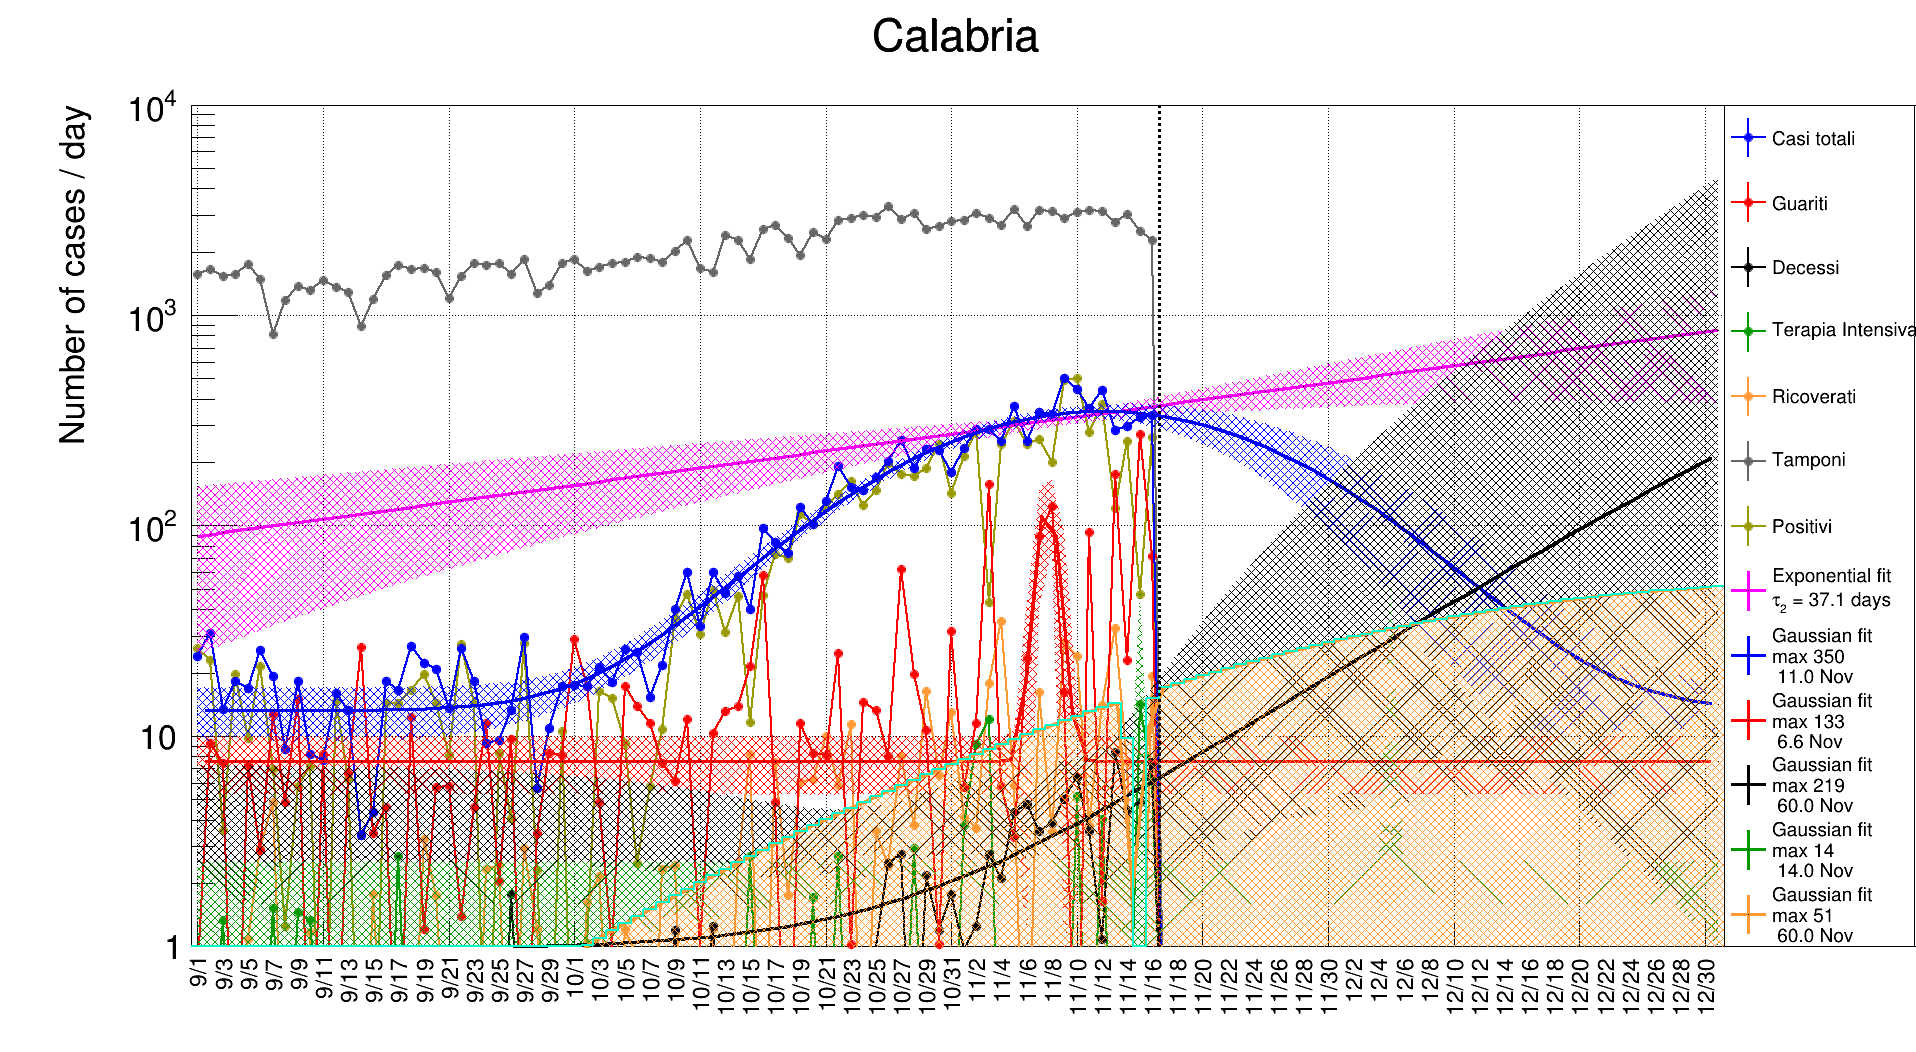 Calabria
Number of cases / day
10^4
10^3
10^2
10
1
9/1
9/3
9/5
9/7
9/9
9/11
9/13
9/15
9/17
9/19
9/21
9/23
9/25
9/27
9/29
10/1
10/3
10/5
10/7
10/9
10/11
10/13
10/15
10/17
10/19
10/21
10/23
10/25
10/27
10/29
10/31
11/2
11/4
11/6
11/8
11/10
11/12
11/14
11/16
11/18
11/20
11/22
11/24
11/26
11/28
11/30
12/2
12/4
12/6
12/8
12/10
12/12
12/14
12/16
12/18
12/20
12/22
12/24
12/26
12/28
12/30
Casi totali
Guariti
Decessi
Terapia Intensiva
Ricoverati
Tamponi
Positivi
Exponential fit
τ₂ = 37.1 days
Gaussian fit
max 350
11.0 Nov
Gaussian fit
max 133
6.6 Nov
Gaussian fit
max 219
60.0 Nov
Gaussian fit
max 14
14.0 Nov
Gaussian fit
max 51
60.0 Nov